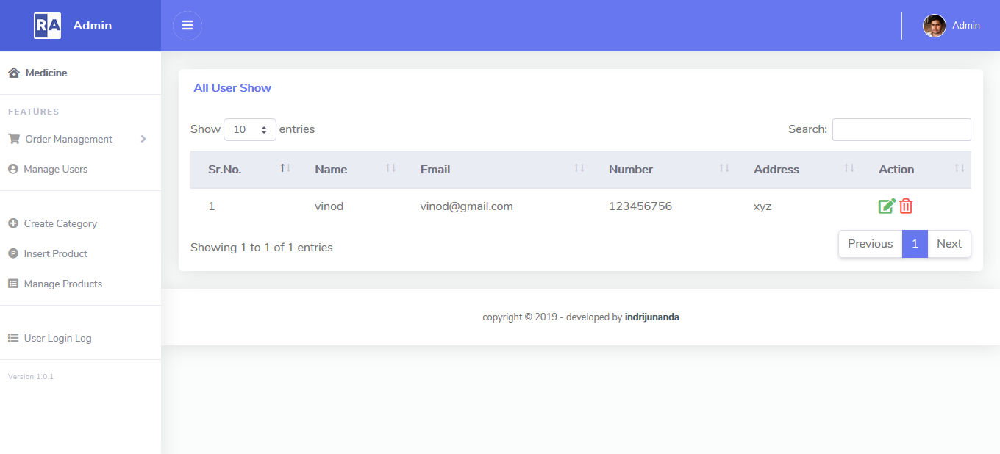 RA Admin
Admin
Medicine
FEATURES
Order Management
Manage Users
Create Category
Insert Product
Manage Products
User Login Log
Version 1.0.1
All User Show
Show 10 entries
Search:
Sr.No. Name Email Number Address Action
1 vinod vinod@gmail.com 123456756 xyz
Showing 1 to 1 of 1 entries
Previous 1 Next
copyright © 2019 - developed by indrijunanda